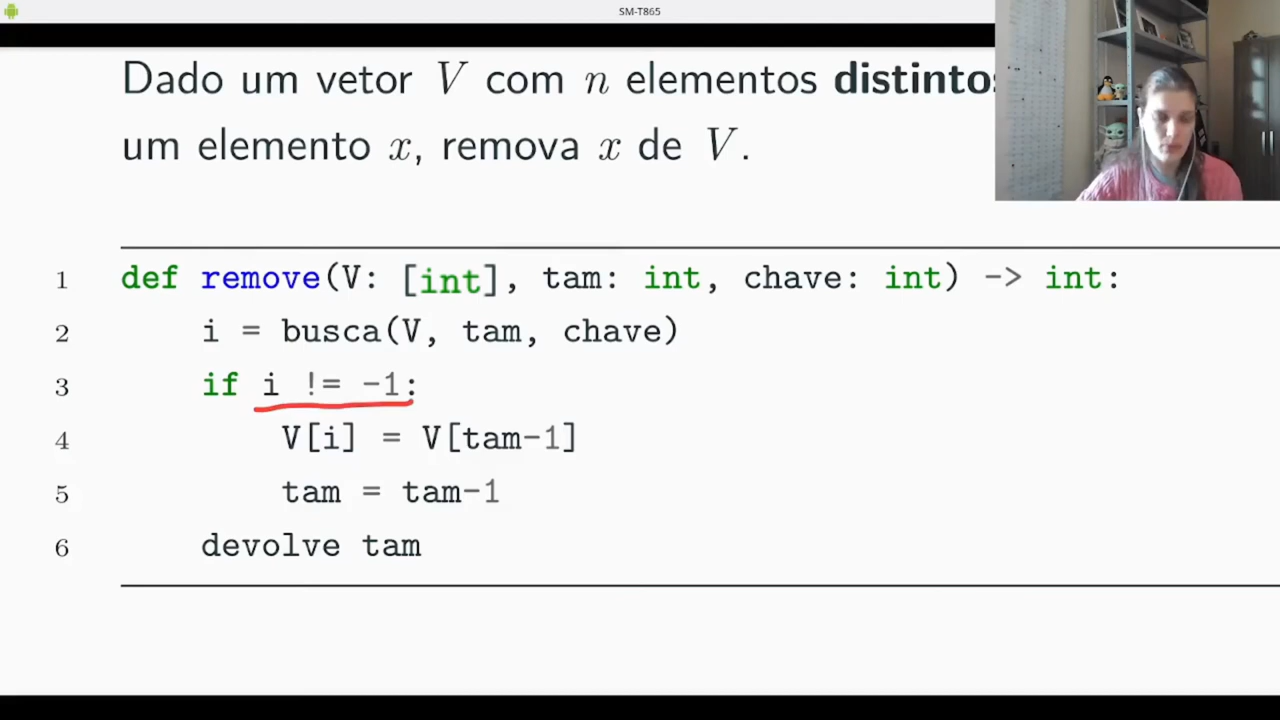 SM-T865
Dado um vetor V com n elementos distintos
um elemento x, remova x de V.
1 def remove(V: [int], tam: int, chave: int) -> int:
2 i = busca(V, tam, chave)
3 if i != -1:
4 V[i] = V[tam-1]
5 tam = tam-1
6 devolve tam